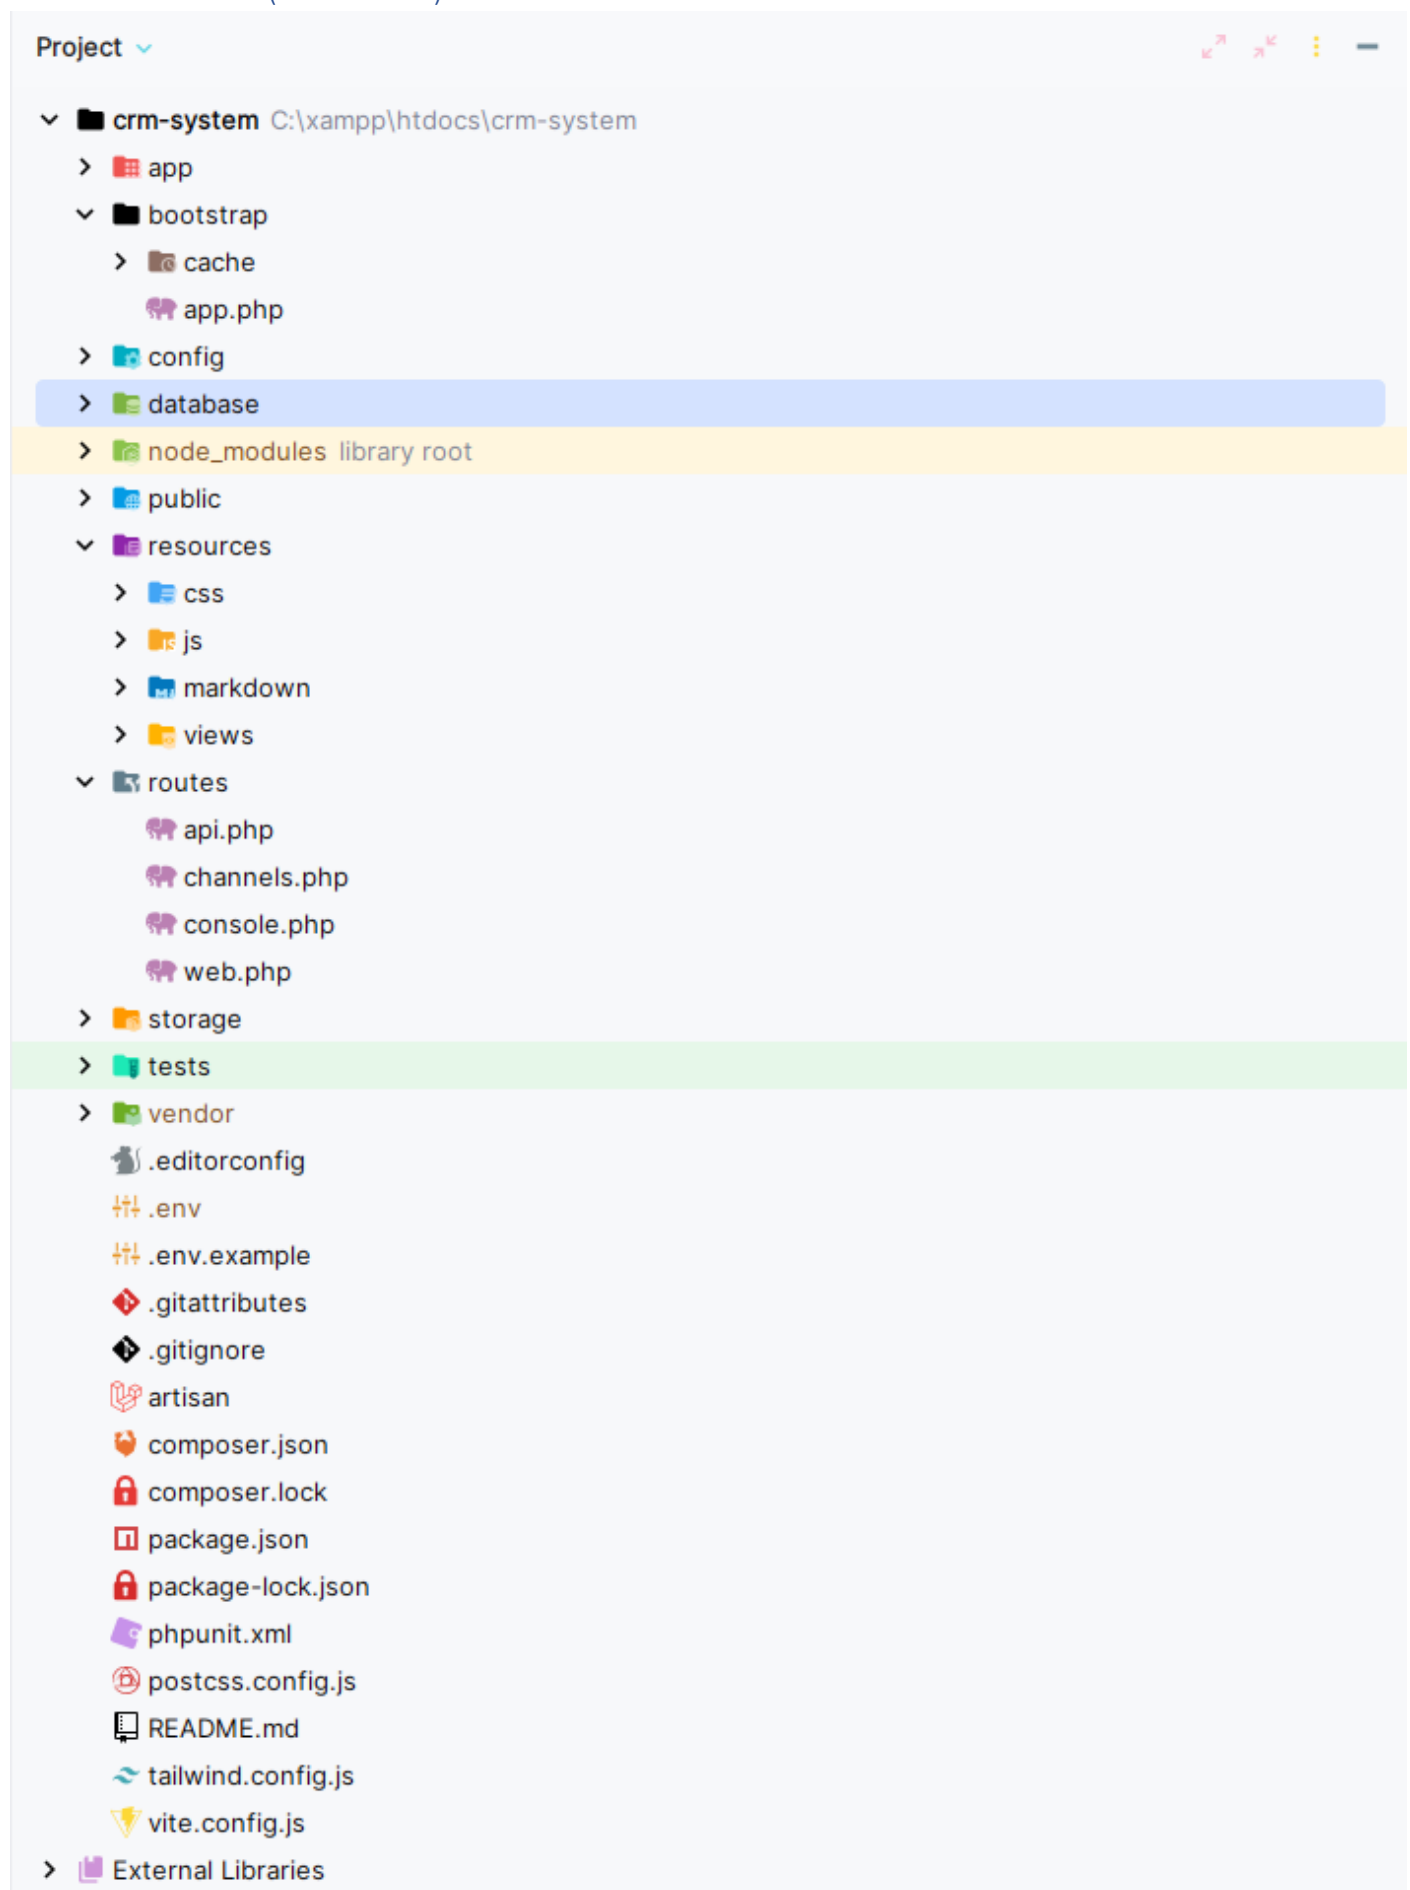 Project
crm-system C:\xampp\htdocs\crm-system
app
bootstrap
cache
app.php
config
database
node_modules library root
public
resources
css
js
markdown
views
routes
api.php
channels.php
console.php
web.php
storage
tests
vendor
.editorconfig
.env
.env.example
.gitattributes
.gitignore
artisan
composer.json
composer.lock
package.json
package-lock.json
phpunit.xml
postcss.config.js
README.md
tailwind.config.js
vite.config.js
External Libraries